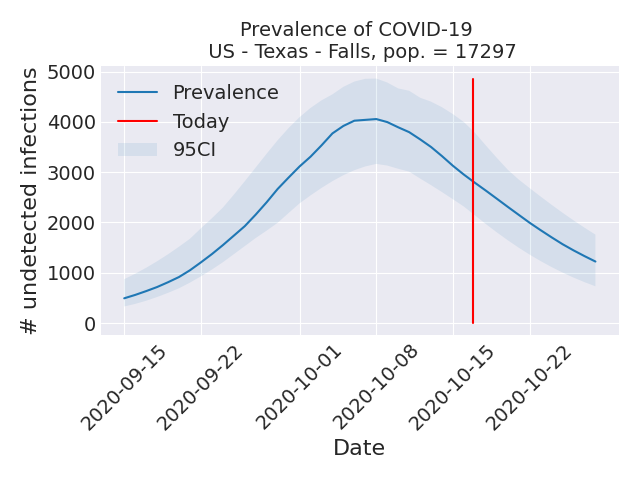 Prevalence of COVID-19
US - Texas - Falls, pop. = 17297
# undetected infections
5000
4000
3000
2000
1000
0
Prevalence
Today
95CI
2020-09-15
2020-09-22
2020-10-01
2020-10-08
2020-10-15
2020-10-22
Date